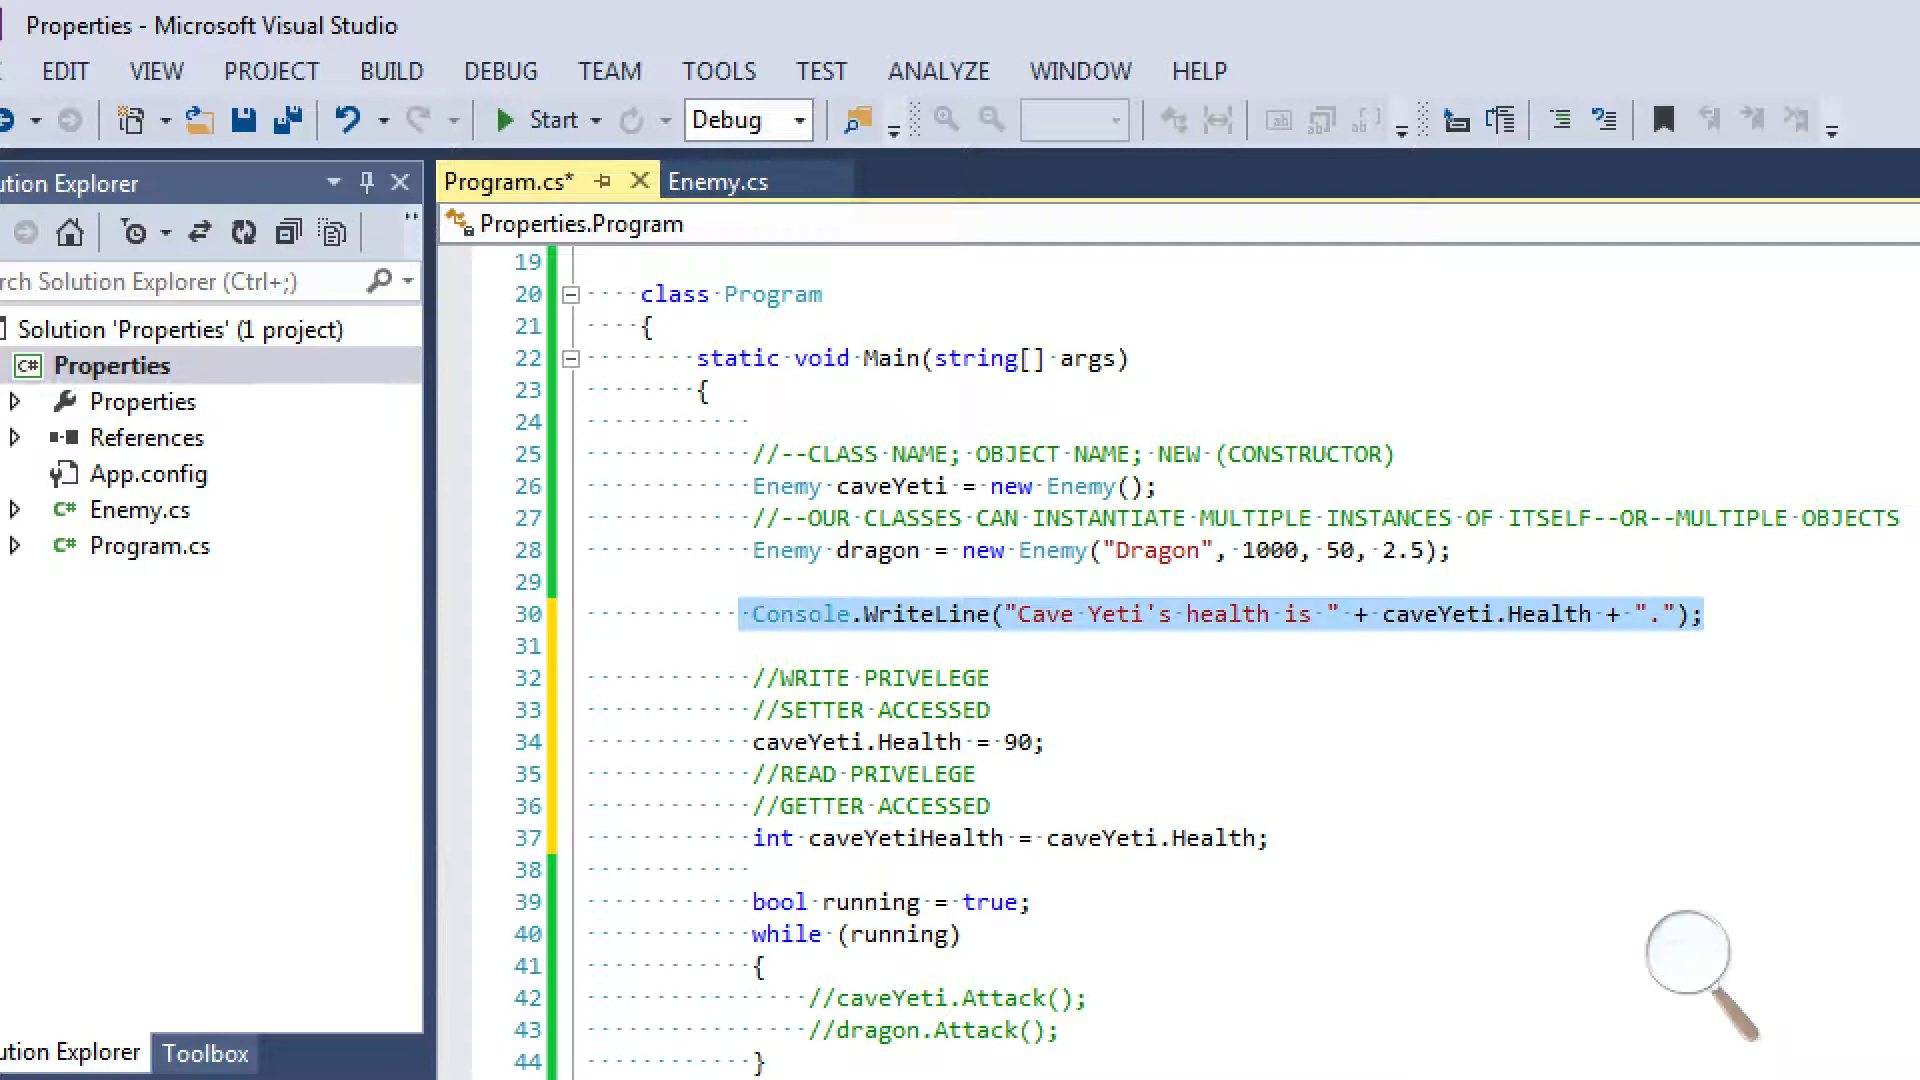 Properties - Microsoft Visual Studio
EDIT VIEW PROJECT BUILD DEBUG TEAM TOOLS TEST ANALYZE WINDOW HELP
Start Debug
ution Explorer
Program.cs* Enemy.cs
Properties.Program
rch Solution Explorer (Ctrl+;)
Solution 'Properties' (1 project)
C# Properties
Properties
References
App.config
C# Enemy.cs
C# Program.cs
ution Explorer Toolbox
19
20 class Program
21 {
22 static void Main(string[] args)
23 {
24
25 //--CLASS NAME; OBJECT NAME; NEW (CONSTRUCTOR)
26 Enemy caveYeti = new Enemy();
27 //--OUR CLASSES CAN INSTANTIATE MULTIPLE INSTANCES OF ITSELF--OR--MULTIPLE OBJECTS
28 Enemy dragon = new Enemy("Dragon", 1000, 50, 2.5);
29
30 Console.WriteLine("Cave Yeti's health is " + caveYeti.Health + ".");
31
32 //WRITE PRIVELEGE
33 //SETTER ACCESSED
34 caveYeti.Health = 90;
35 //READ PRIVELEGE
36 //GETTER ACCESSED
37 int caveYetiHealth = caveYeti.Health;
38
39 bool running = true;
40 while (running)
41 {
42 //caveYeti.Attack();
43 //dragon.Attack();
44 }